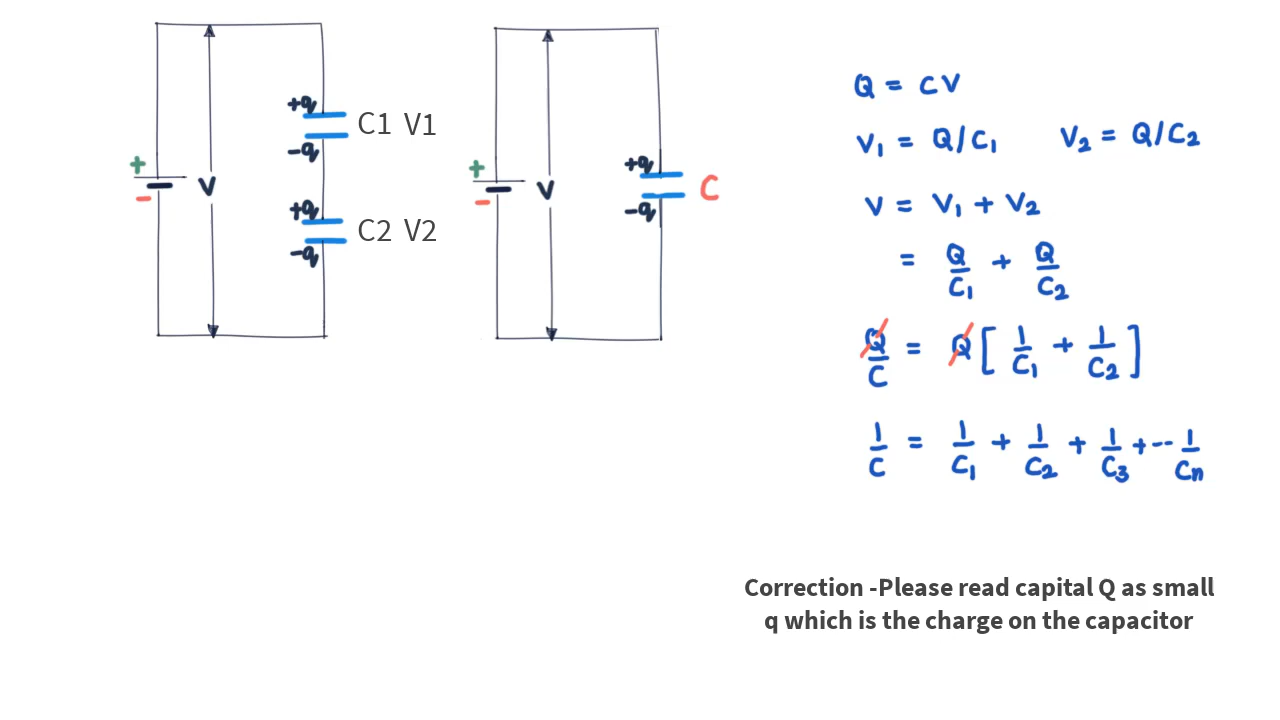 +q
C1 V1
-q
+
V
-
+q
C2 V2
-q
+
V
-
+q
C
-q
Q = CV
V₁ = Q/C₁ V₂ = Q/C₂
V = V₁ + V₂
= Q/C₁ + Q/C₂
Q/C = Q [ 1/C₁ + 1/C₂ ]
1/C = 1/C₁ + 1/C₂ + 1/C₃ + -- 1/Cn
Correction -Please read capital Q as small
q which is the charge on the capacitor